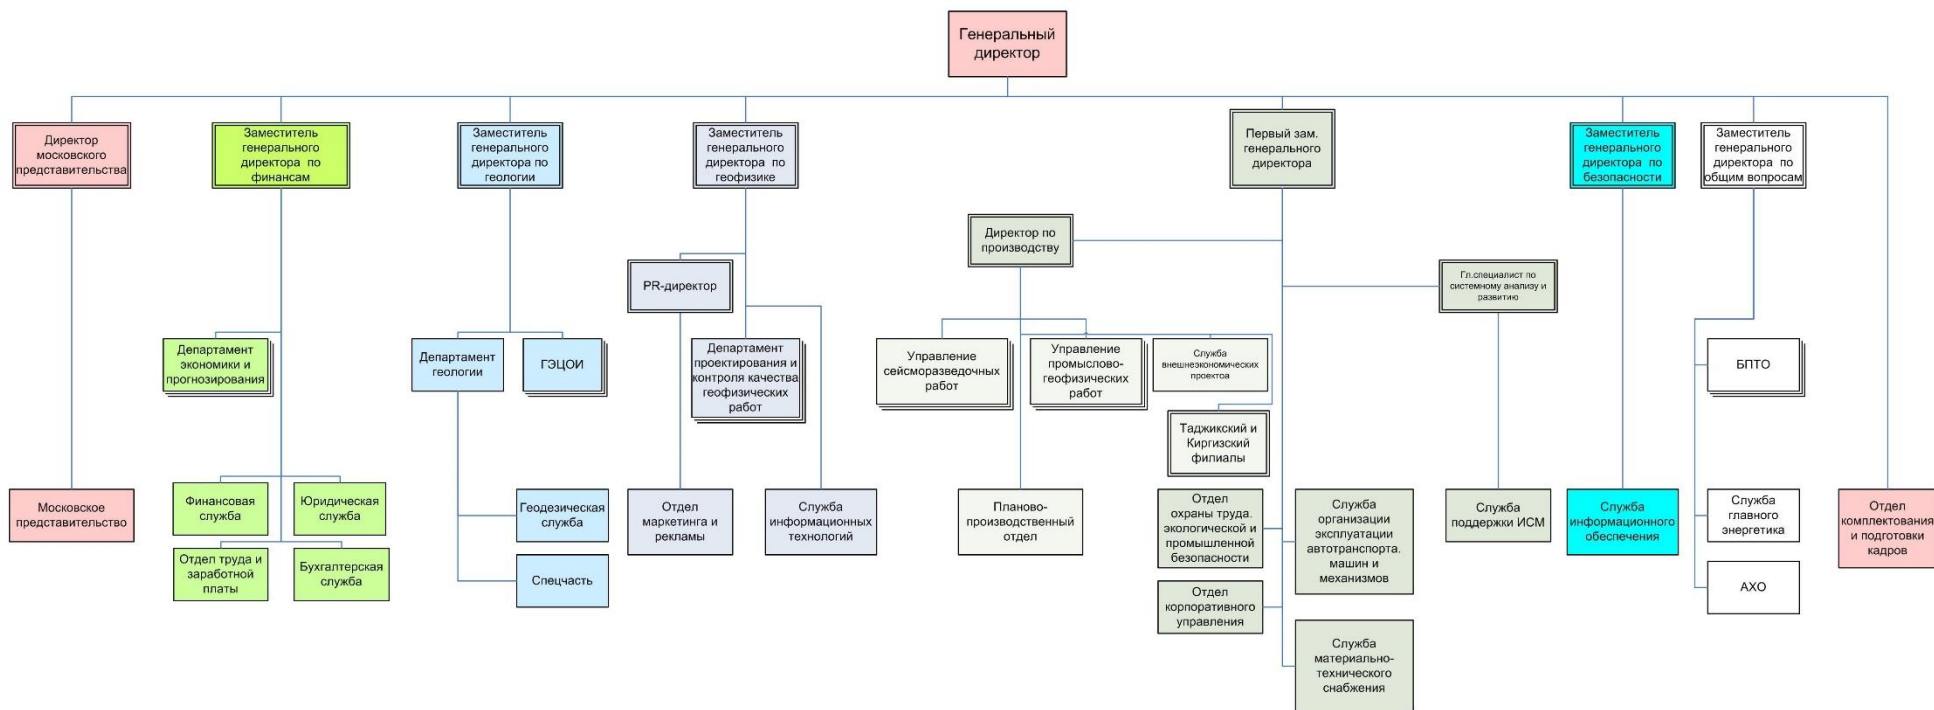 Генеральный
директор
Директор
московского
представительства
Заместитель
генерального
директора по
финансам
Заместитель
генерального
директора по
геологии
Заместитель
генерального
директора по
геофизике
Первый зам.
генерального
директора
Заместитель
генерального
директора по
безопасности
Заместитель
генерального
директора по
общим вопросам
Директор по
производству
PR-директор
Гл.специалист по
системному анализу и
развитию
Департамент
экономики и
прогнозирования
Департамент
геологии
ГЭЦОИ
Департамент
проектирования и
контроля качества
геофизических
работ
Управление
сейсморазведочных
работ
Управление
промыслово-
геофизических
работ
Служба
внешнеэкономических
проектоа
БПТО
Таджикский и
Киргизский
филиалы
Московское
представительство
Финансовая
служба
Юридическая
служба
Отдел труда и
заработной
платы
Бухгалтерская
служба
Геодезическая
служба
Спецчасть
Отдел
маркетинга и
рекламы
Служба
информационных
технологий
Планово-
производственный
отдел
Отдел
охраны труда.
экологической и
промышленной
безопасности
Служба
организации
эксплуатации
автотранспорта.
машин и
механизмов
Отдел
корпоративного
управления
Служба
материально-
технического
снабжения
Служба
поддержки ИСМ
Служба
информационного
обеспечения
Служба
главного
энергетика
АХО
Отдел
комплектования
и подготовки
кадров